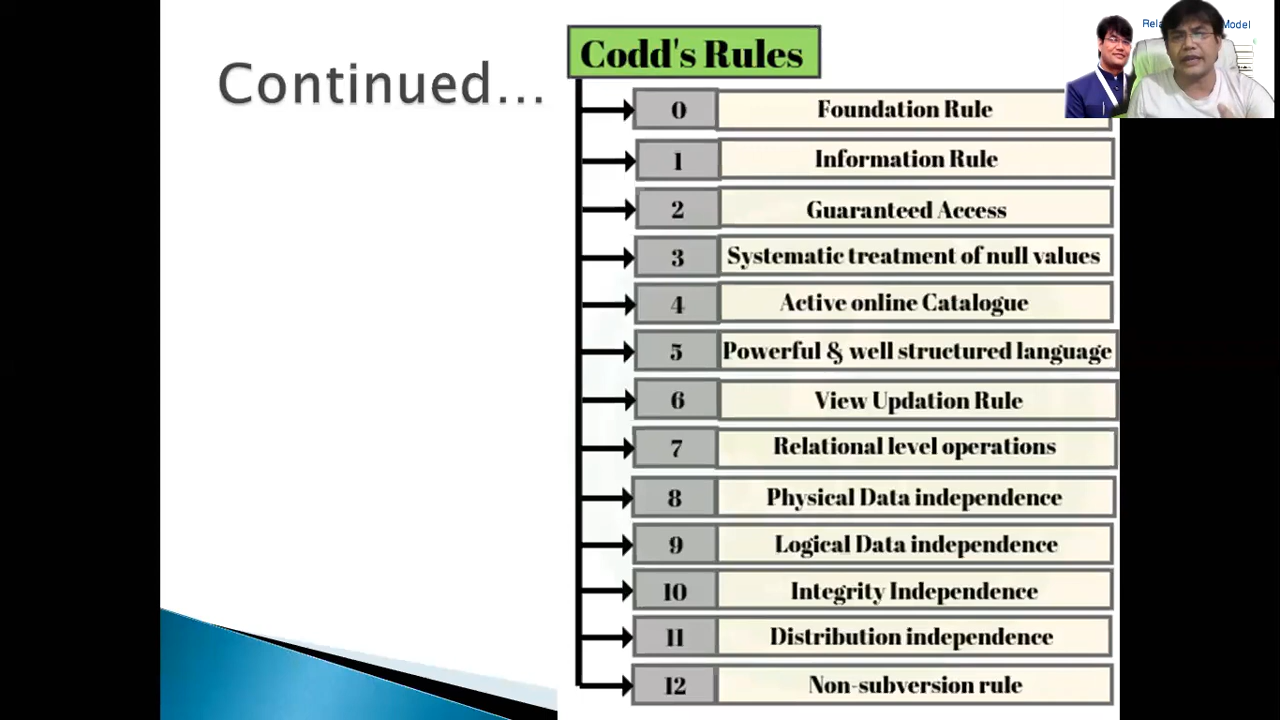 Continued...
Codd's Rules
0 Foundation Rule
1 Information Rule
2 Guaranteed Access
3 Systematic treatment of null values
4 Active online Catalogue
5 Powerful & well structured language
6 View Updation Rule
7 Relational level operations
8 Physical Data independence
9 Logical Data independence
10 Integrity Independence
11 Distribution independence
12 Non-subversion rule
Model